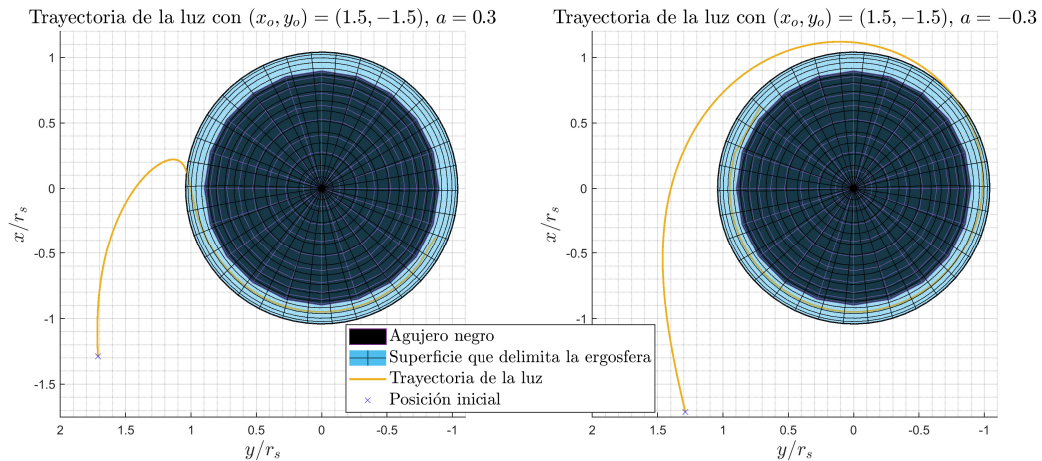 Trayectoria de la luz con (x_o, y_o) = (1.5, −1.5), a = 0.3
1
0.5
0
-0.5
-1
-1.5
x/r_s
2
1.5
1
0.5
0
-0.5
-1
y/r_s
Trayectoria de la luz con (x_o, y_o) = (1.5, −1.5), a = −0.3
1
0.5
0
-0.5
-1
-1.5
x/r_s
2
1.5
1
0.5
0
-0.5
-1
y/r_s
Agujero negro
Superficie que delimita la ergosfera
Trayectoria de la luz
Posición inicial